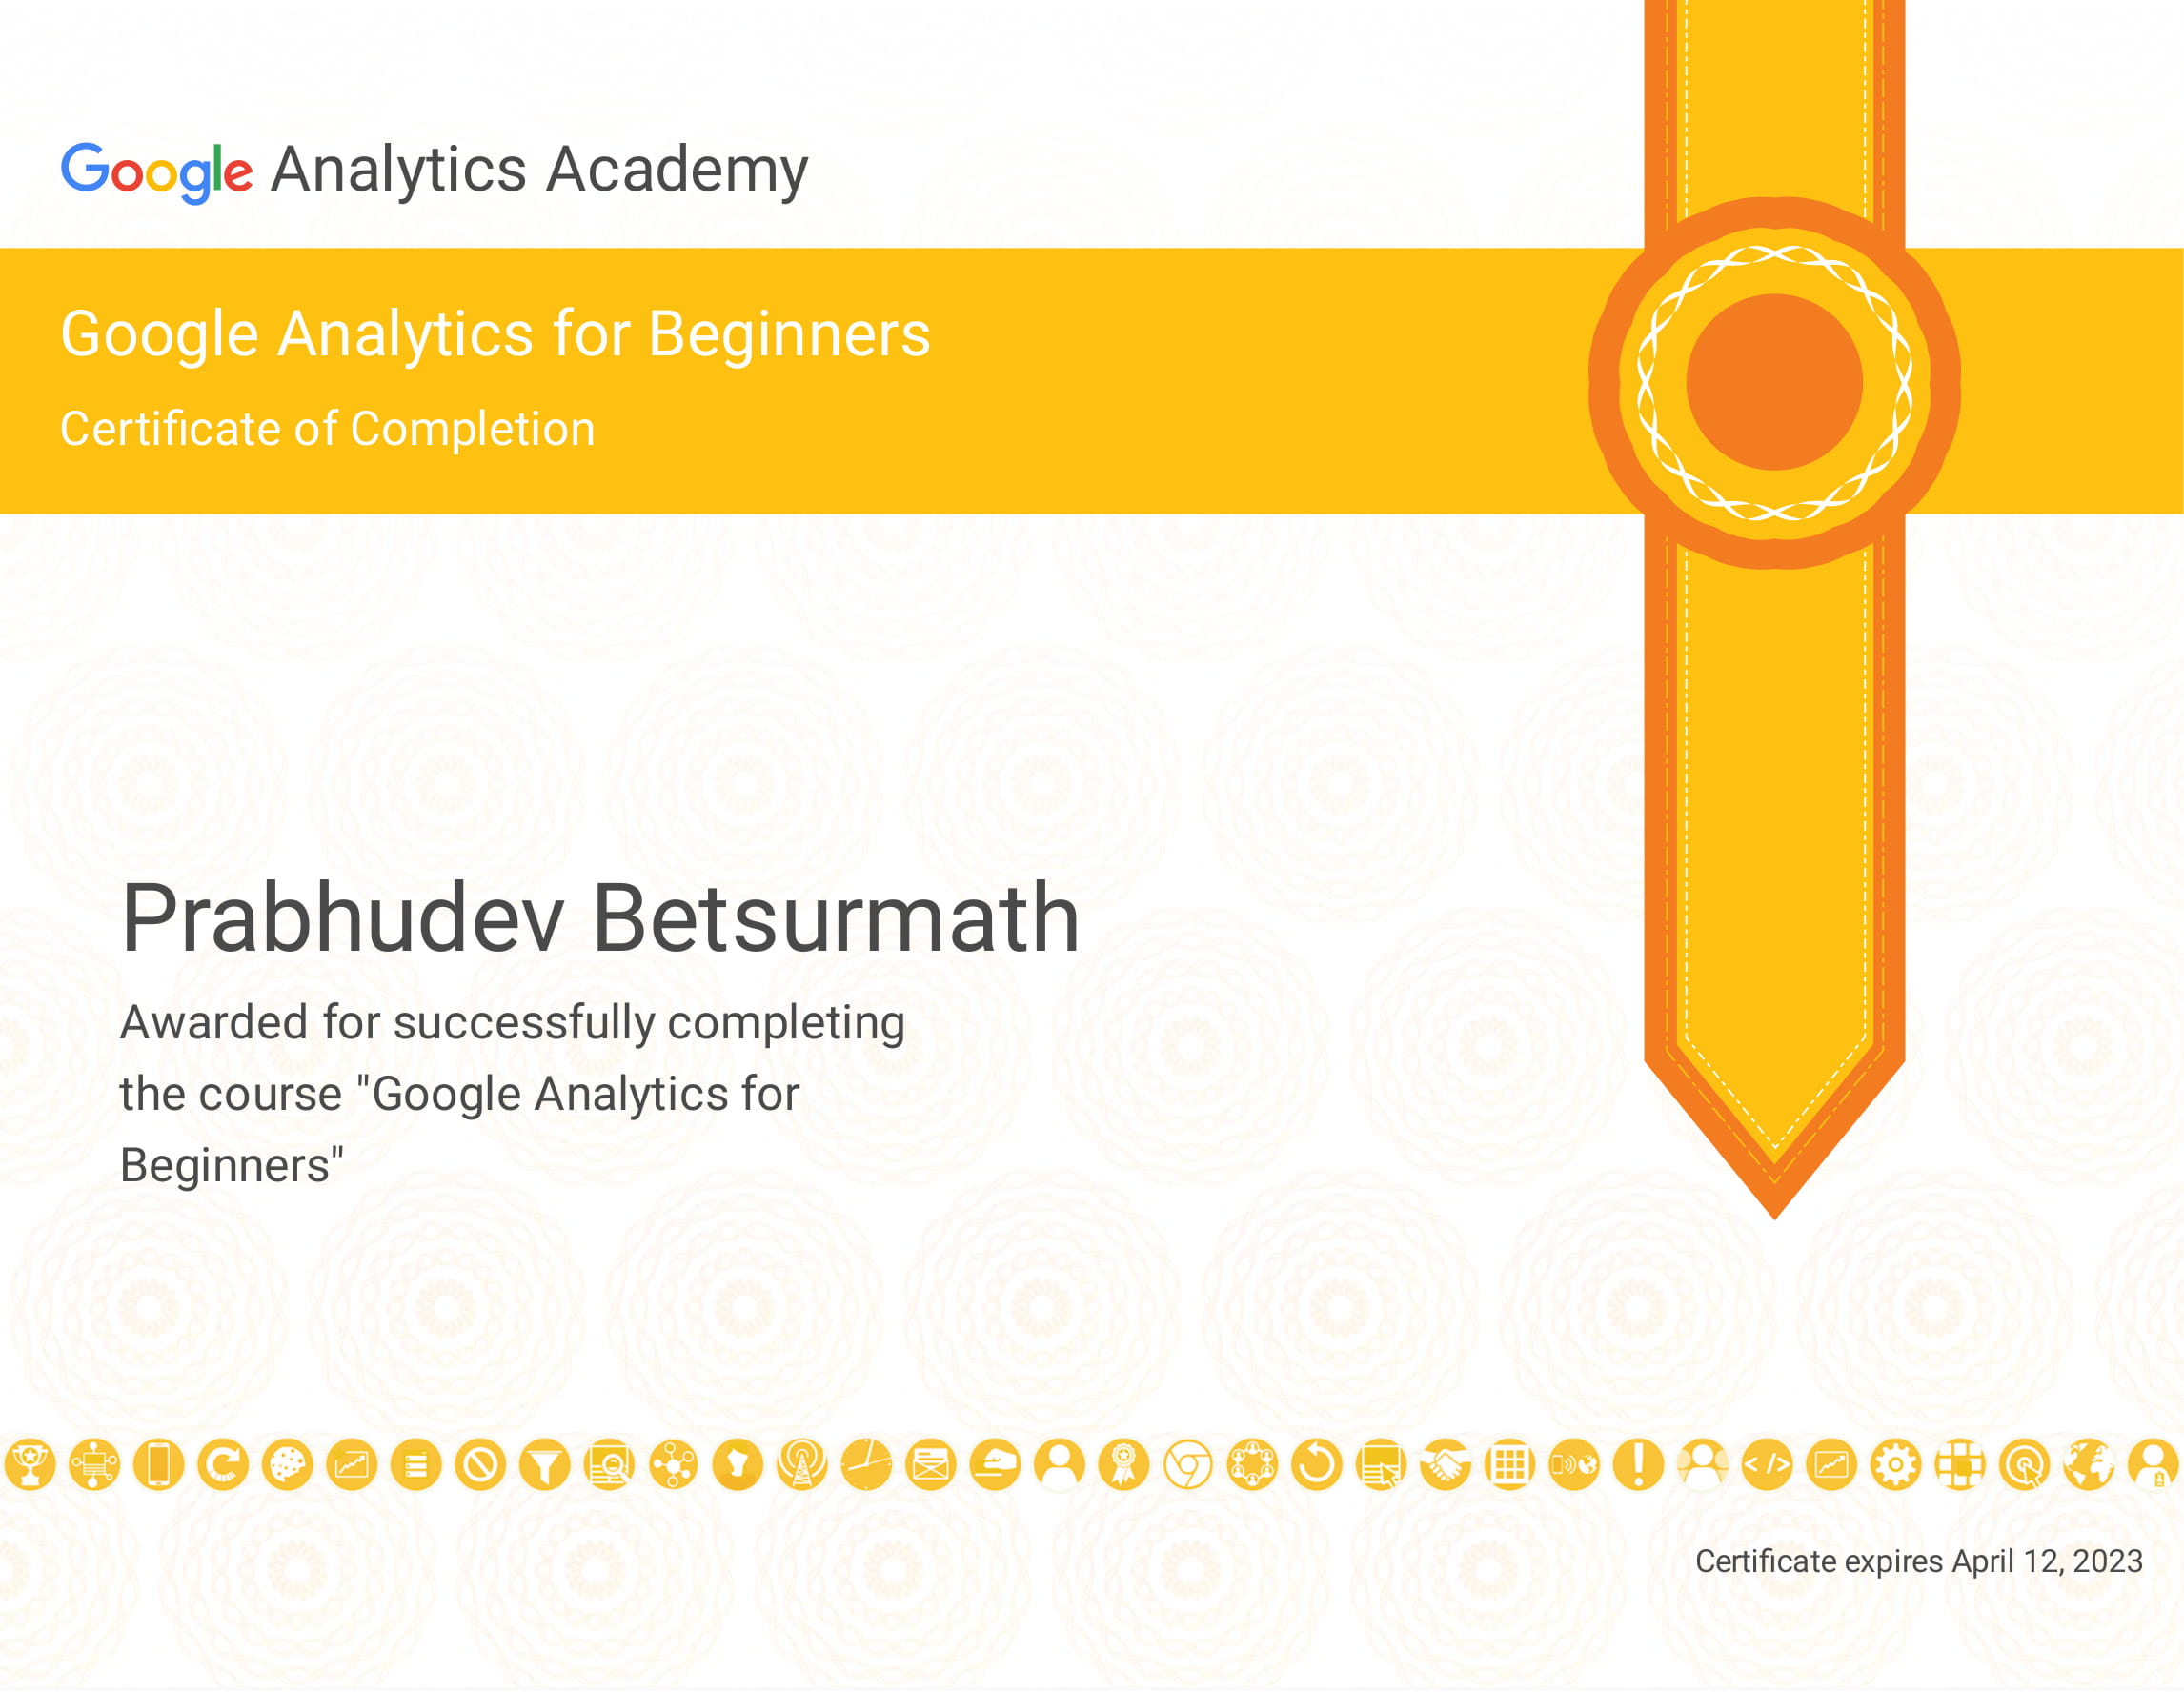 Google Analytics Academy
Google Analytics for Beginners
Certificate of Completion
Prabhudev Betsurmath
Awarded for successfully completing
the course "Google Analytics for
Beginners"
Certificate expires April 12, 2023